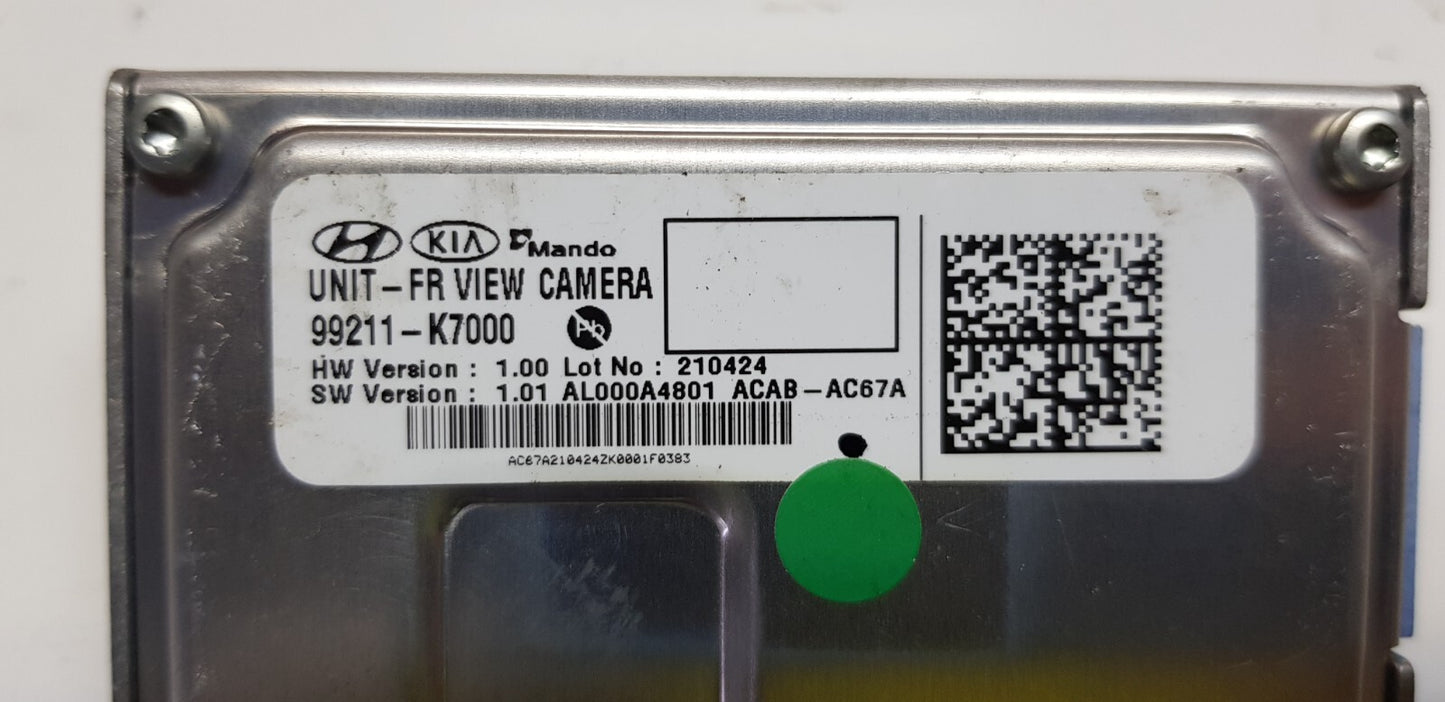 KIA Mando
UNIT-FR VIEW CAMERA
99211-K7000 Pb
HW Version : 1.00 Lot No : 210424
SW Version : 1.01 AL000A4801 ACAB-AC67A
AC67A210424ZK0001F0383